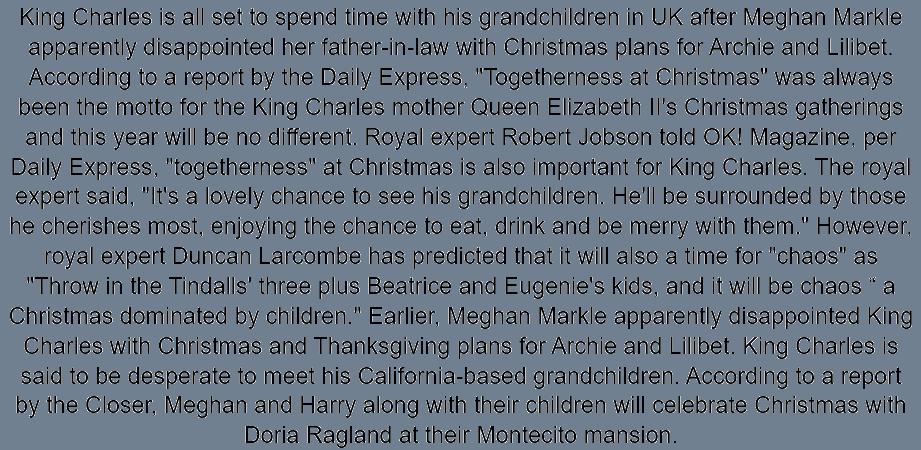 King Charles is all set to spend time with his grandchildren in UK after Meghan Markle
apparently disappointed her father-in-law with Christmas plans for Archie and Lilibet.
According to a report by the Daily Express, "Togetherness at Christmas" was always
been the motto for the King Charles mother Queen Elizabeth II's Christmas gatherings
and this year will be no different. Royal expert Robert Jobson told OK! Magazine, per
Daily Express, "togetherness" at Christmas is also important for King Charles. The royal
expert said, "It's a lovely chance to see his grandchildren. He'll be surrounded by those
he cherishes most, enjoying the chance to eat, drink and be merry with them." However,
royal expert Duncan Larcombe has predicted that it will also a time for "chaos" as
"Throw in the Tindalls' three plus Beatrice and Eugenie's kids, and it will be chaos “ a
Christmas dominated by children." Earlier, Meghan Markle apparently disappointed King
Charles with Christmas and Thanksgiving plans for Archie and Lilibet. King Charles is
said to be desperate to meet his California-based grandchildren. According to a report
by the Closer, Meghan and Harry along with their children will celebrate Christmas with
Doria Ragland at their Montecito mansion.